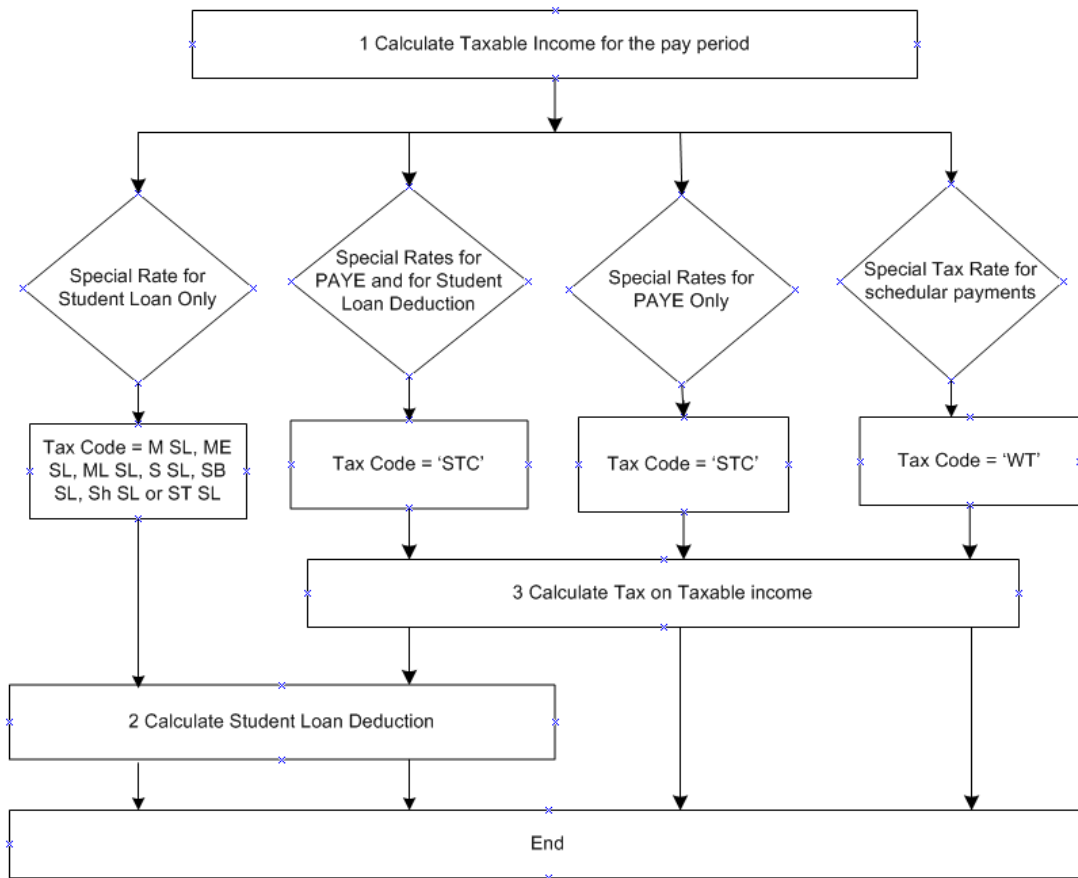 1 Calculate Taxable Income for the pay period
Special Rate for
Student Loan Only
Special Rates for
PAYE and for Student
Loan Deduction
Special Rates for
PAYE Only
Special Tax Rate for
schedular payments
Tax Code = M SL, ME
SL, ML SL, S SL, SB
SL, Sh SL or ST SL
Tax Code = ‘STC’
Tax Code = ‘STC’
Tax Code = ‘WT’
3 Calculate Tax on Taxable income
2 Calculate Student Loan Deduction
End